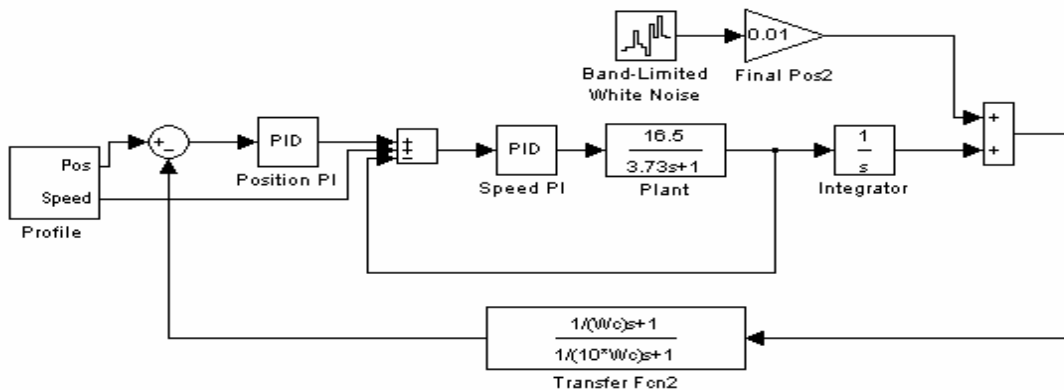 0.01
Band-Limited
White Noise
Final Pos2
+
+
Pos
Speed
Profile
+
−
PID
Position PI
+
+
−
PID
Speed PI
16.5
3.73s+1
Plant
1
s
Integrator
1/(Wc)s+1
1/(10*Wc)s+1
Transfer Fcn2